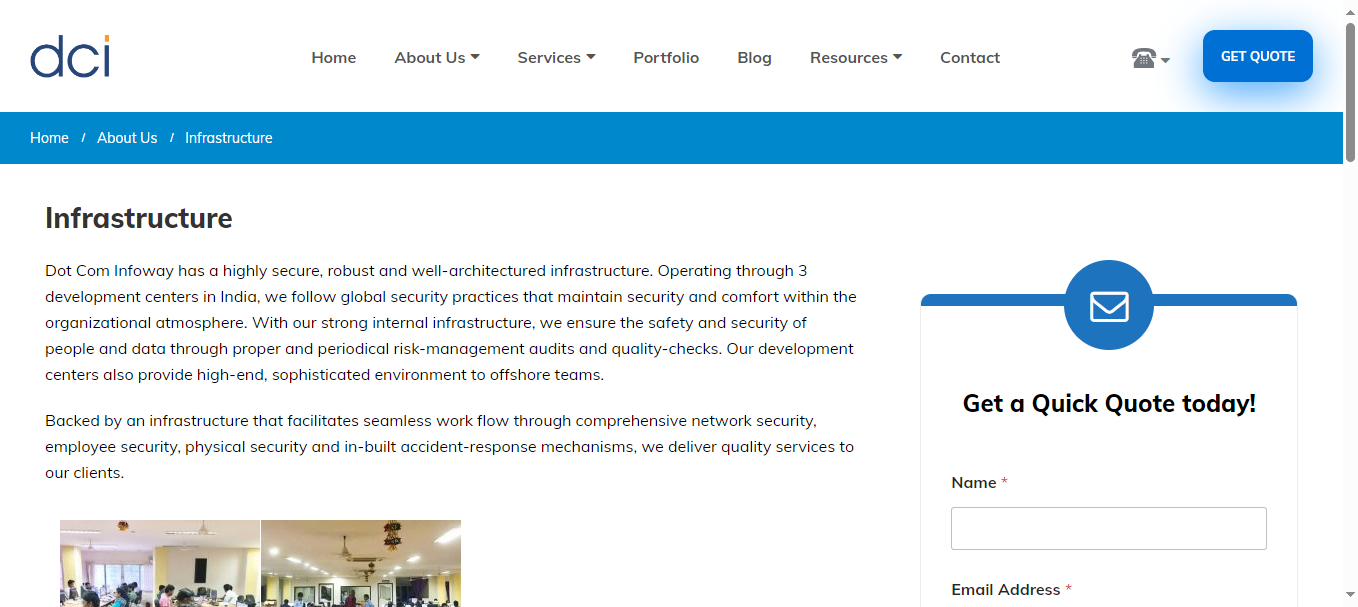 dci
Home About Us Services Portfolio Blog Resources Contact
GET QUOTE
Home / About Us / Infrastructure
Infrastructure
Dot Com Infoway has a highly secure, robust and well-architectured infrastructure. Operating through 3
development centers in India, we follow global security practices that maintain security and comfort within the
organizational atmosphere. With our strong internal infrastructure, we ensure the safety and security of
people and data through proper and periodical risk-management audits and quality-checks. Our development
centers also provide high-end, sophisticated environment to offshore teams.
Backed by an infrastructure that facilitates seamless work flow through comprehensive network security,
employee security, physical security and in-built accident-response mechanisms, we deliver quality services to
our clients.
Get a Quick Quote today!
Name *
Email Address *